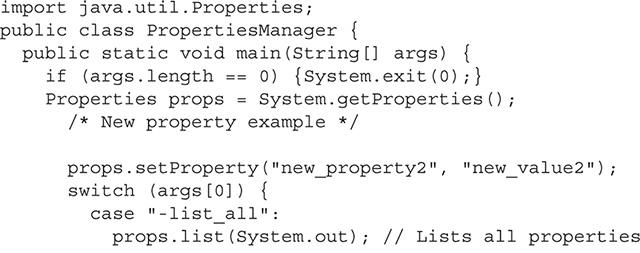 import java.util.Properties;
public class PropertiesManager {
  public static void main(String[] args) {
    if (args.length == 0) {System.exit(0);}
    Properties props = System.getProperties();
      /* New property example */

      props.setProperty("new_property2", "new_value2");
      switch (args[0]) {
        case "-list_all":
          props.list(System.out); // Lists all properties